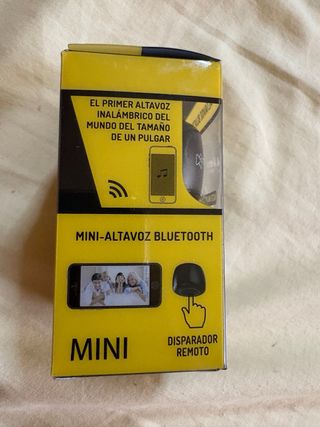 EL PRIMER ALTAVOZ
INALÁMBRICO DEL
MUNDO DEL TAMAÑO
DE UN PULGAR
MINI-ALTAVOZ BLUETOOTH
MINI
DISPARADOR
REMOTO